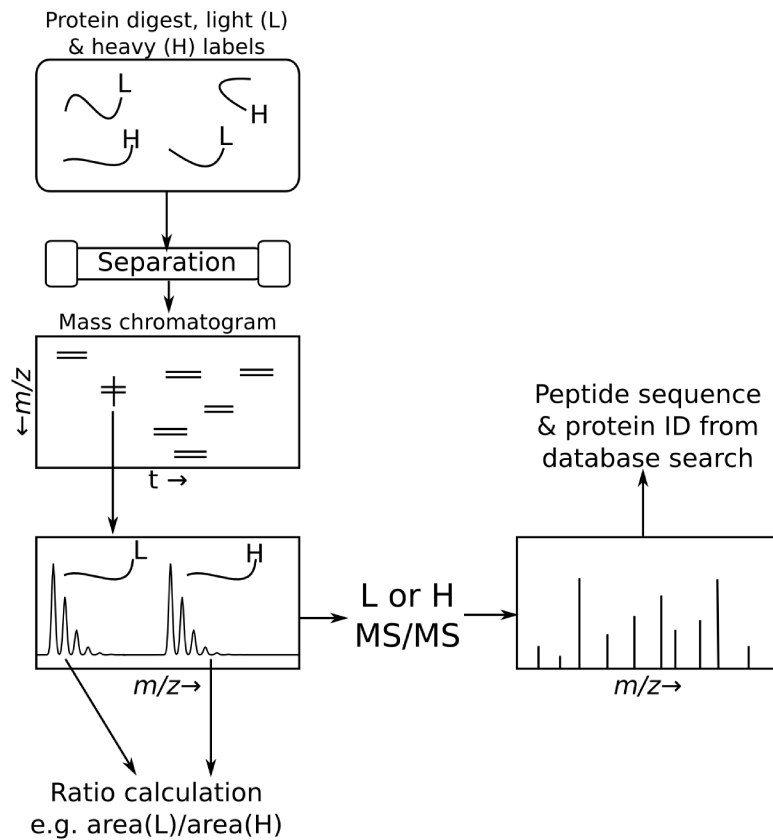 Protein digest, light (L)
& heavy (H) labels
L
H
H
L
Separation
Mass chromatogram
←m/z
t →
L
H
m/z→
L or H
MS/MS
Peptide sequence
& protein ID from
database search
m/z→
Ratio calculation
e.g. area(L)/area(H)